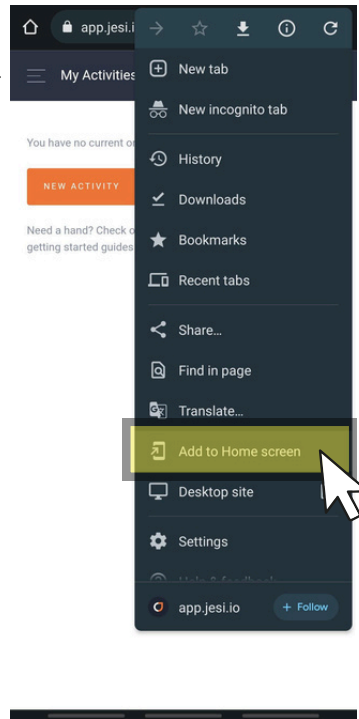 app.jesi.i
My Activities
New tab
New incognito tab
You have no current o
History
NEW ACTIVITY
Downloads
Need a hand? Check o
getting started guides
Bookmarks
Recent tabs
Share…
Find in page
Translate…
Add to Home screen
Desktop site
Settings
Help & feedback
app.jesi.io
+ Follow